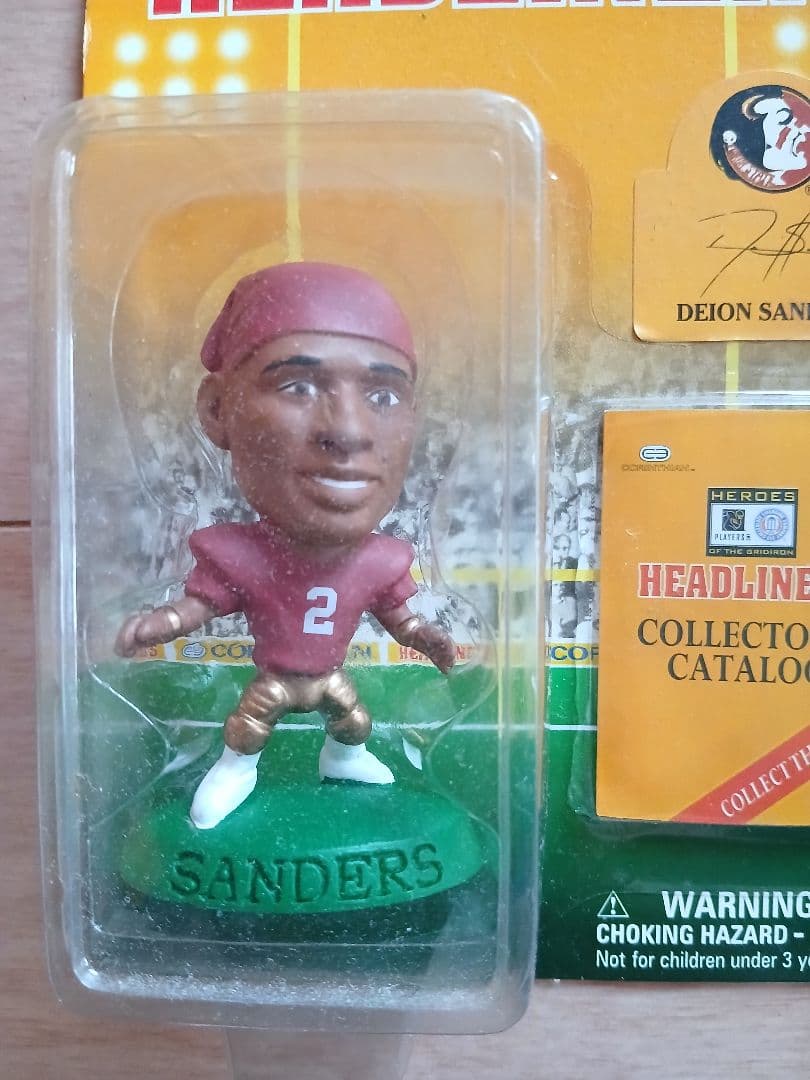 DEION SAN
CORINTHIAN
HEROES
PLAYERS
OF THE GRIDIRON
HEADLINE
COLLECTO
CATALO
COLLECT TH
2
SANDERS
WARNING
CHOKING HAZARD -
Not for children under 3 y